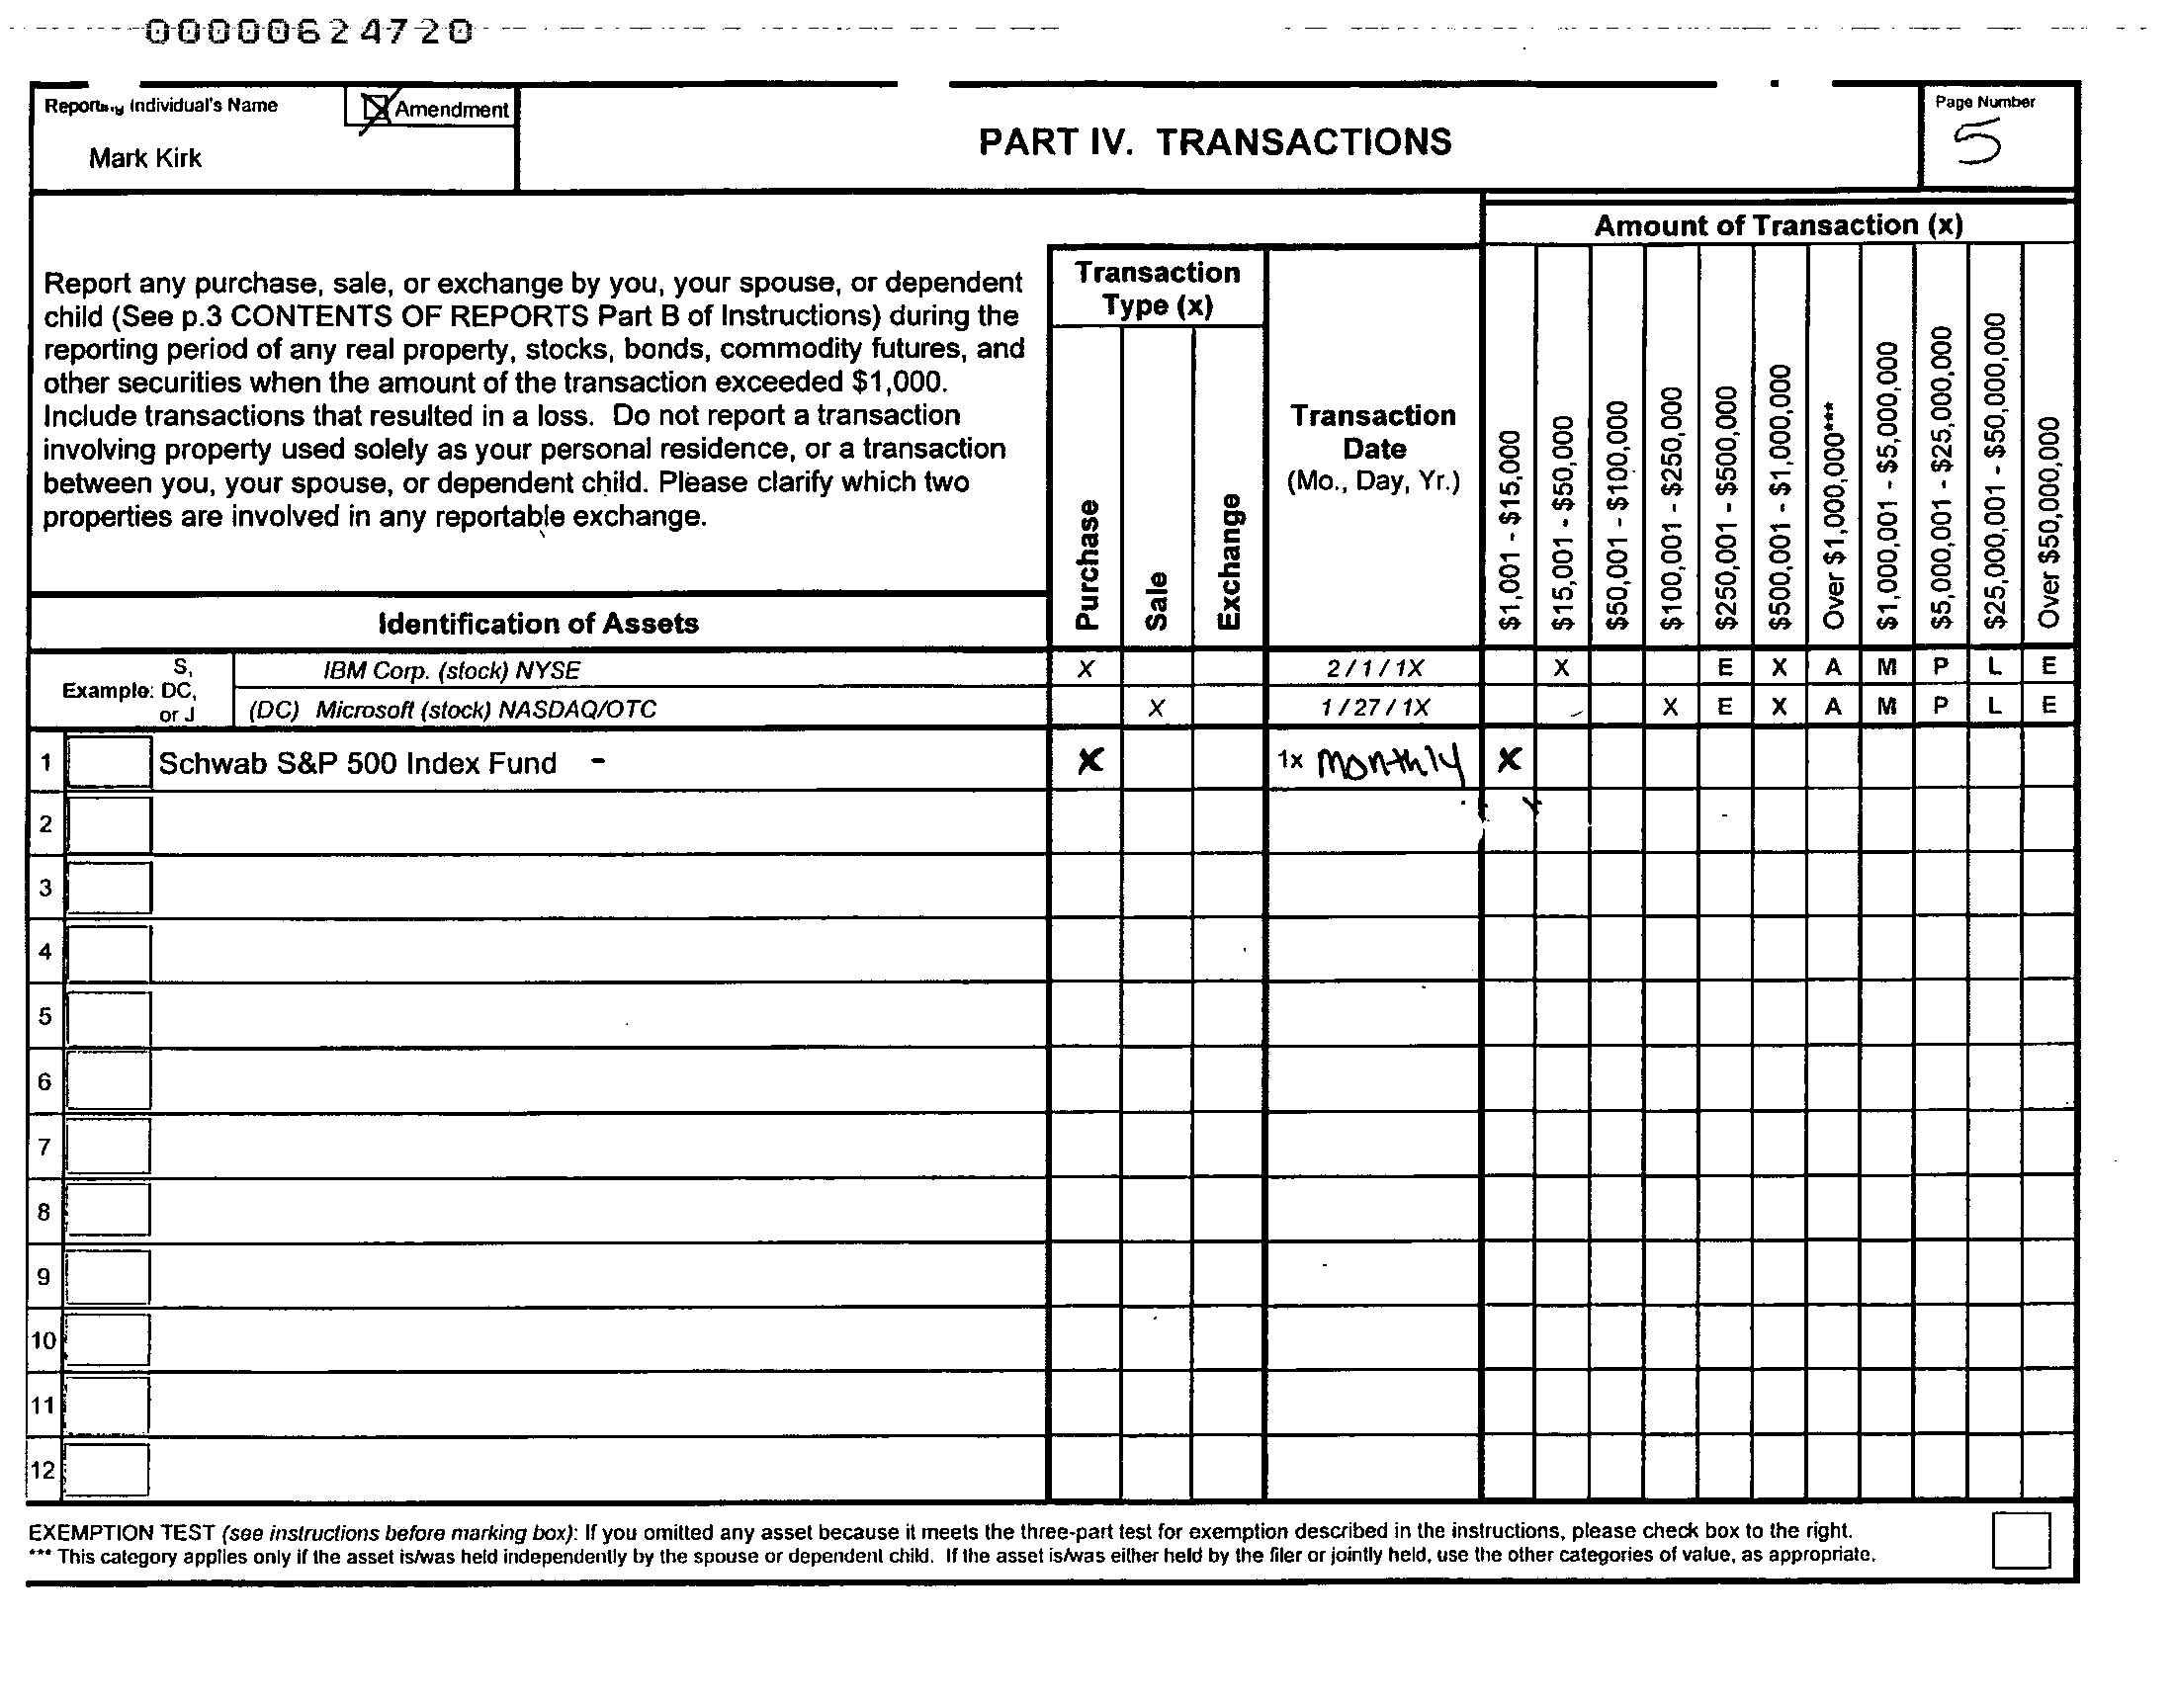 00000624720
Reporting Individual's Name
Amendment
Mark Kirk
PART IV. TRANSACTIONS
Page Number
5
Report any purchase, sale, or exchange by you, your spouse, or dependent
child (See p.3 CONTENTS OF REPORTS Part B of Instructions) during the
reporting period of any real property, stocks, bonds, commodity futures, and
other securities when the amount of the transaction exceeded $1,000.
Include transactions that resulted in a loss. Do not report a transaction
involving property used solely as your personal residence, or a transaction
between you, your spouse, or dependent child. Please clarify which two
properties are involved in any reportable exchange.
Identification of Assets
Transaction
Type (x)
Purchase
Sale
Exchange
Transaction
Date
(Mo., Day, Yr.)
Amount of Transaction (x)
$1,001 - $15,000
$15,001 - $50,000
$50,001 - $100,000
$100,001 - $250,000
$250,001 - $500,000
$500,001 - $1,000,000
Over $1,000,000***
$1,000,001 - $5,000,000
$5,000,001 - $25,000,000
$25,000,001 - $50,000,000
Over $50,000,000
Example: S,
DC,
or J
IBM Corp. (stock) NYSE X 2 / 1 / 1X X E X A M P L E
(DC) Microsoft (stock) NASDAQ/OTC X 1 / 27 / 1X X E X A M P L E
1 Schwab S&P 500 Index Fund - X 1x Monthly X
2
3
4
5
6
7
8
9
10
11
12
EXEMPTION TEST (see instructions before marking box): If you omitted any asset because it meets the three-part test for exemption described in the instructions, please check box to the right.
*** This category applies only if the asset is/was held independently by the spouse or dependent child. If the asset is/was either held by the filer or jointly held, use the other categories of value, as appropriate.